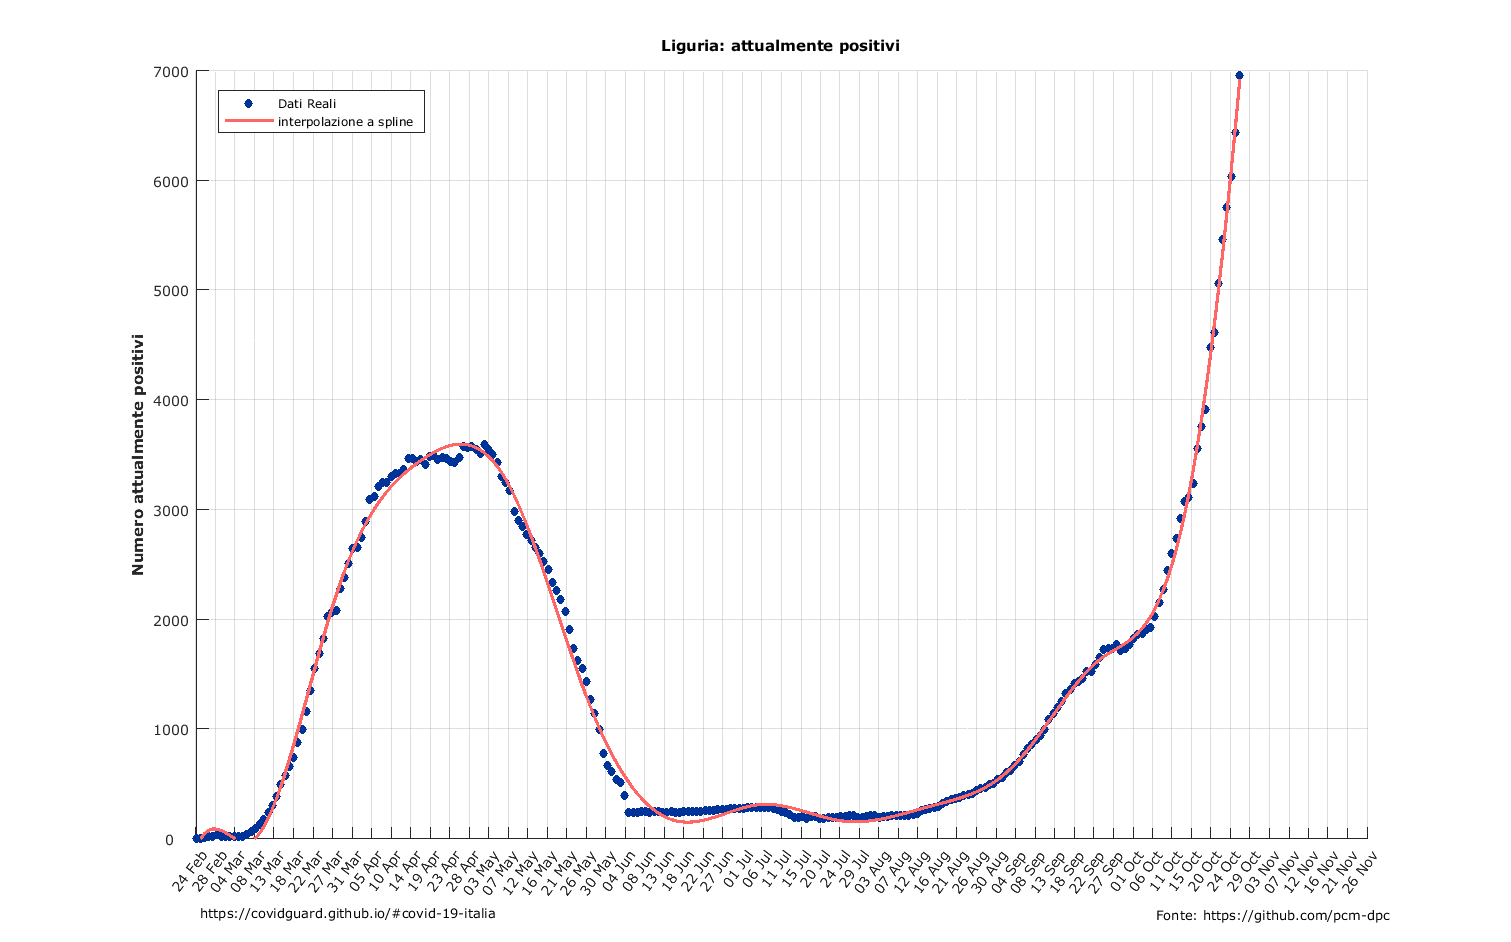 Liguria: attualmente positivi
Dati Reali
interpolazione a spline
Numero attualmente positivi
7000
6000
5000
4000
3000
2000
1000
0
24 Feb
28 Feb
04 Mar
08 Mar
13 Mar
18 Mar
22 Mar
27 Mar
31 Mar
05 Apr
10 Apr
14 Apr
19 Apr
23 Apr
28 Apr
03 May
07 May
12 May
16 May
21 May
26 May
30 May
04 Jun
08 Jun
13 Jun
18 Jun
22 Jun
27 Jun
01 Jul
06 Jul
11 Jul
15 Jul
20 Jul
24 Jul
29 Jul
03 Aug
07 Aug
12 Aug
16 Aug
21 Aug
26 Aug
30 Aug
04 Sep
08 Sep
13 Sep
18 Sep
22 Sep
27 Sep
01 Oct
06 Oct
11 Oct
15 Oct
20 Oct
24 Oct
29 Oct
03 Nov
07 Nov
12 Nov
16 Nov
21 Nov
26 Nov
https://covidguard.github.io/#covid-19-italia
Fonte: https://github.com/pcm-dpc